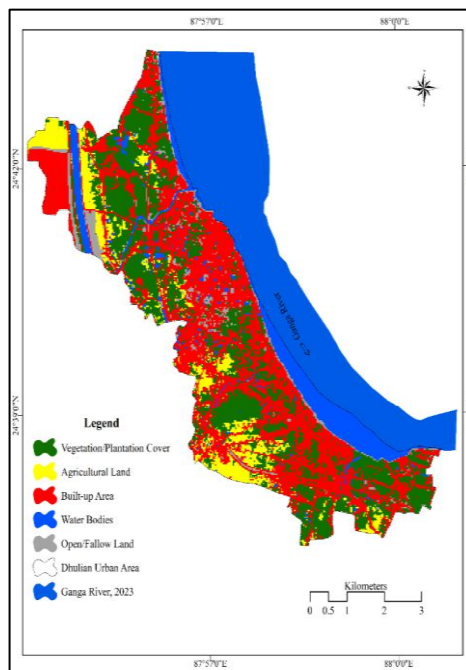 87°57'0"E 88°0'0"E
24°42'0"N
Ganga River
24°39'0"N
Legend
Vegetation/Plantation Cover
Agricultural Land
Built-up Area
Water Bodies
Open/Fallow Land
Dhulian Urban Area
Ganga River, 2023
Kilometers
0 0.5 1 2 3
87°57'0"E 88°0'0"E